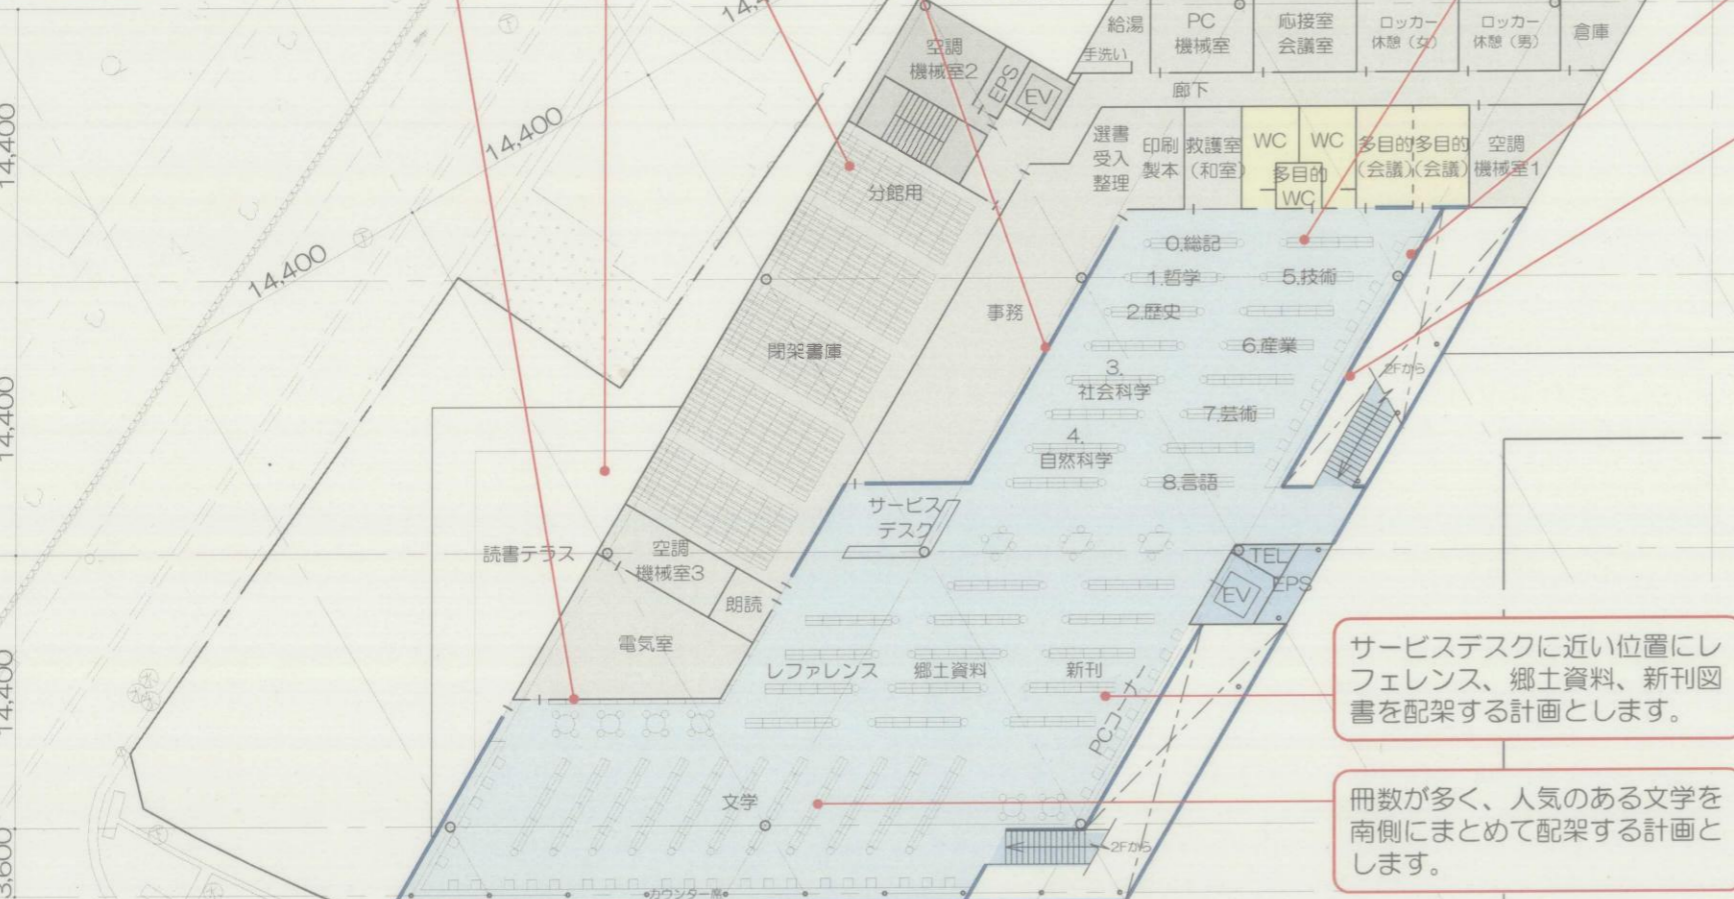 給湯
PC
機械室
応接室
会議室
ロッカー
休憩（女）
ロッカー
休憩（男）
倉庫
手洗い
空調
機械室2
EPS
EV
廊下
選書
受入
整理
印刷
製本
救護室
（和室）
WC
WC
多目的
WC
多目的
（会議）
多目的
（会議）
空調
機械室1
14,400
14,400
14,400
14,400
14,400
分館用
閉架書庫
事務
0.総記
1.哲学
2.歴史
3.
社会科学
4.
自然科学
5.技術
6.産業
7.芸術
8.言語
2Fから
サービス
デスク
読書テラス
空調
機械室3
朗読
電気室
TEL
EV
EPS
レファレンス
郷土資料
新刊
PCコーナー
文学
2Fから
カウンター席
サービスデスクに近い位置にレ
フェレンス、郷土資料、新刊図
書を配架する計画とします。
冊数が多く、人気のある文学を
南側にまとめて配架する計画と
します。